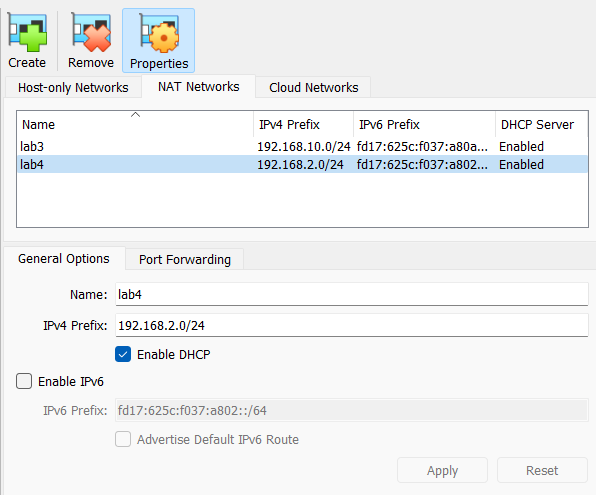 Create Remove Properties
Host-only Networks NAT Networks Cloud Networks
Name IPv4 Prefix IPv6 Prefix DHCP Server
lab3 192.168.10.0/24 fd17:625c:f037:a80a... Enabled
lab4 192.168.2.0/24 fd17:625c:f037:a802... Enabled
General Options Port Forwarding
Name: lab4
IPv4 Prefix: 192.168.2.0/24
Enable DHCP
Enable IPv6
IPv6 Prefix: fd17:625c:f037:a802::/64
Advertise Default IPv6 Route
Apply Reset